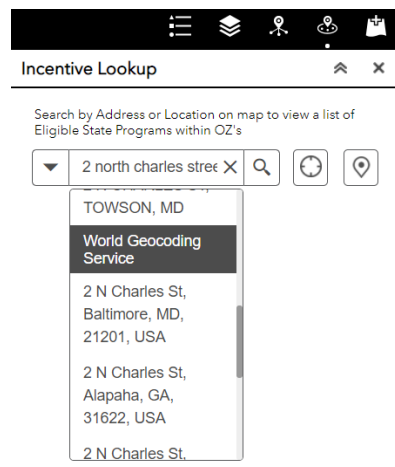 Incentive Lookup
Search by Address or Location on map to view a list of
Eligible State Programs within OZ's
2 north charles stree
TOWSON, MD
World Geocoding
Service
2 N Charles St,
Baltimore, MD,
21201, USA
2 N Charles St,
Alapaha, GA,
31622, USA
2 N Charles St,